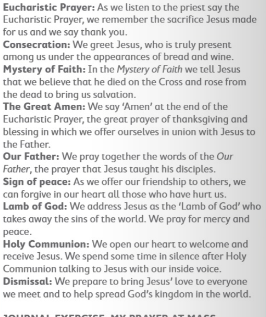 Eucharistic Prayer: As we listen to the priest say the
Eucharistic Prayer, we remember the sacrifice Jesus made
for us and we say thank you.
Consecration: We greet Jesus, who is truly present
among us under the appearances of bread and wine.
Mystery of Faith: In the Mystery of Faith we tell Jesus
that we believe that he died on the Cross and rose from
the dead to bring us salvation.
The Great Amen: We say ‘Amen’ at the end of the
Eucharistic Prayer, the great prayer of thanksgiving and
blessing in which we offer ourselves in union with Jesus to
the Father.
Our Father: We pray together the words of the Our
Father, the prayer that Jesus taught his disciples.
Sign of peace: As we offer our friendship to others, we
can forgive in our heart all those who have hurt us.
Lamb of God: We address Jesus as the ‘Lamb of God’ who
takes away the sins of the world. We pray for mercy and
peace.
Holy Communion: We open our heart to welcome and
receive Jesus. We spend some time in silence after Holy
Communion talking to Jesus with our inside voice.
Dismissal: We prepare to bring Jesus’ love to everyone
we meet and to help spread God’s kingdom in the world.
JOURNAL EXERCISE: MY PRAYER AT MASS